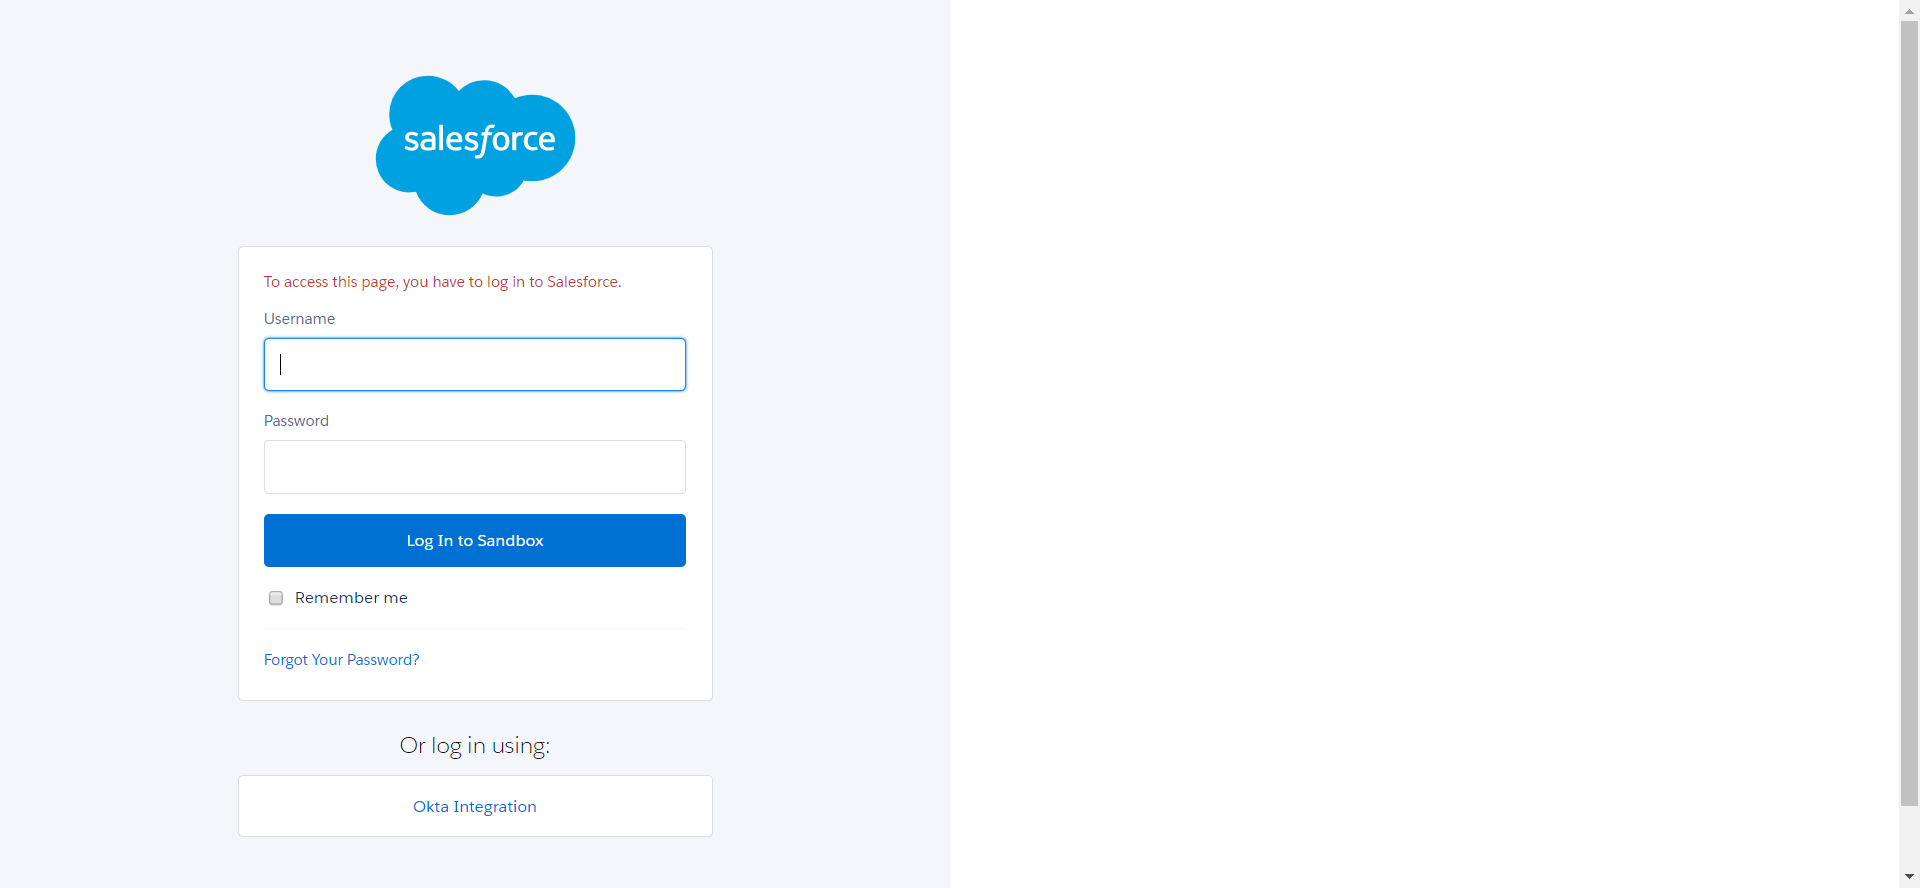 salesforce
To access this page, you have to log in to Salesforce.
Username
Password
Log In to Sandbox
Remember me
Forgot Your Password?
Or log in using:
Okta Integration